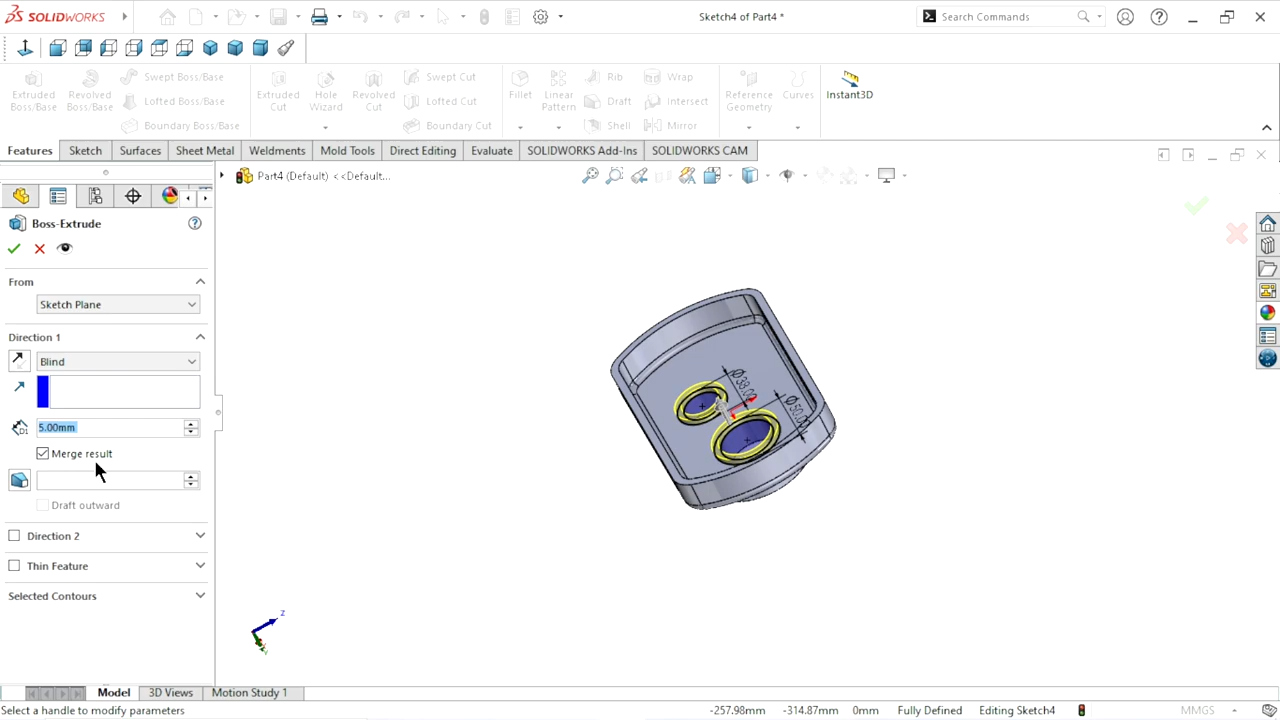 SOLIDWORKS
Sketch4 of Part4 *
Search Commands
Extruded Boss/Base
Revolved Boss/Base
Swept Boss/Base
Lofted Boss/Base
Boundary Boss/Base
Extruded Cut
Hole Wizard
Revolved Cut
Swept Cut
Lofted Cut
Boundary Cut
Fillet
Linear Pattern
Rib
Draft
Shell
Wrap
Intersect
Mirror
Reference Geometry
Curves
Instant3D
Features
Sketch
Surfaces
Sheet Metal
Weldments
Mold Tools
Direct Editing
Evaluate
SOLIDWORKS Add-Ins
SOLIDWORKS CAM
Part4 (Default) <<Default...
Boss-Extrude
From
Sketch Plane
Direction 1
Blind
5.00mm
Merge result
Draft outward
Direction 2
Thin Feature
Selected Contours
Z
Model
3D Views
Motion Study 1
Select a handle to modify parameters
-257.98mm
-314.87mm
0mm
Fully Defined
Editing Sketch4
MMGS